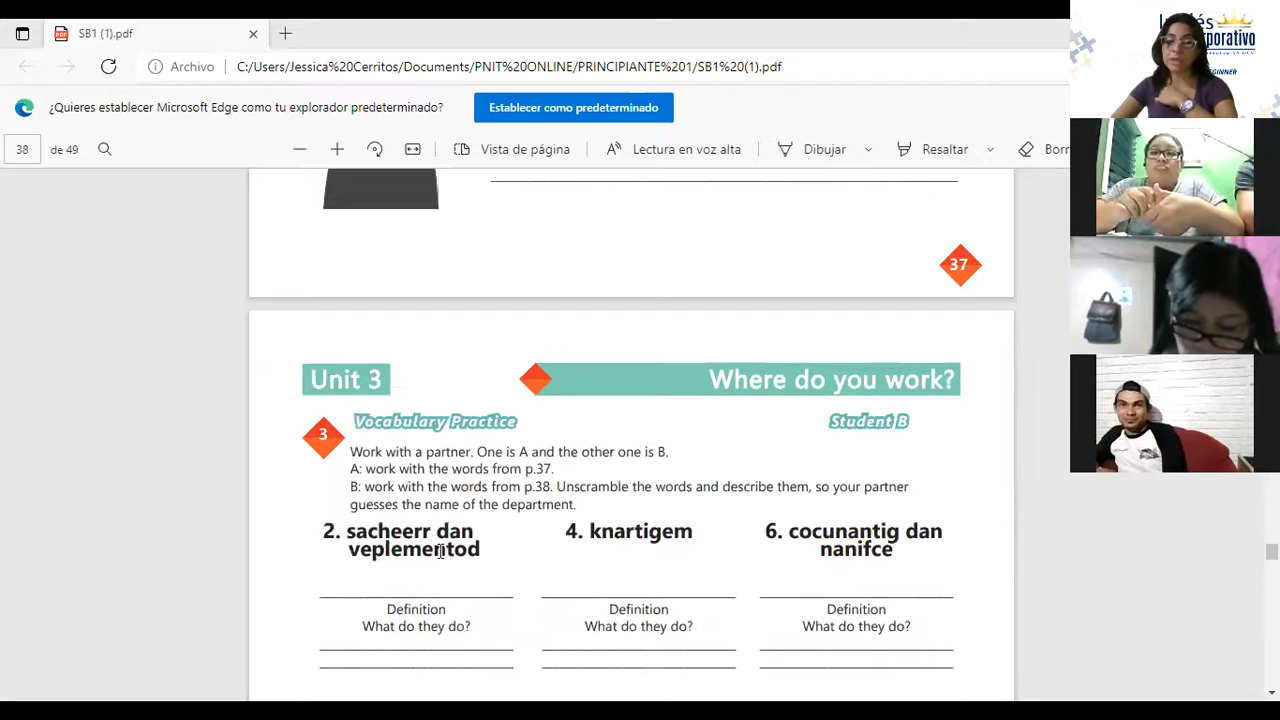 SB1 (1).pdf
Archivo C:/Users/Jessica%20Cerritos/Documents/PNIT%20ONLINE/PRINCIPIANTE%201/SB1%20(1).pdf
¿Quieres establecer Microsoft Edge como tu explorador predeterminado? Establecer como predeterminado
38 de 49 Vista de página Lectura en voz alta Dibujar Resaltar Borr
37
Unit 3 Where do you work?
3 Vocabulary Practice Student B
Work with a partner. One is A and the other one is B.
A: work with the words from p.37.
B: work with the words from p.38. Unscramble the words and describe them, so your partner
guesses the name of the department.
2. sacheerr dan 4. knartigem 6. cocunantig dan
veplementod nanifce
Definition Definition Definition
What do they do? What do they do? What do they do?